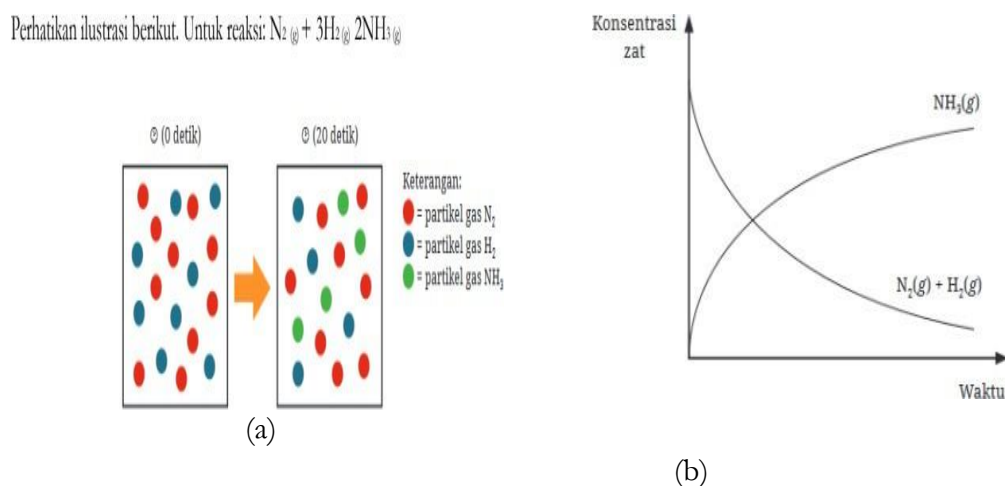 Perhatikan ilustrasi berikut. Untuk reaksi: N₂ (g) + 3H₂ (g) 2NH₃ (g)
(0 detik)
(20 detik)
Keterangan:
= partikel gas N₂
= partikel gas H₂
= partikel gas NH₃
(a)
Konsentrasi
zat
NH₃(g)
N₂(g) + H₂(g)
Waktu
(b)